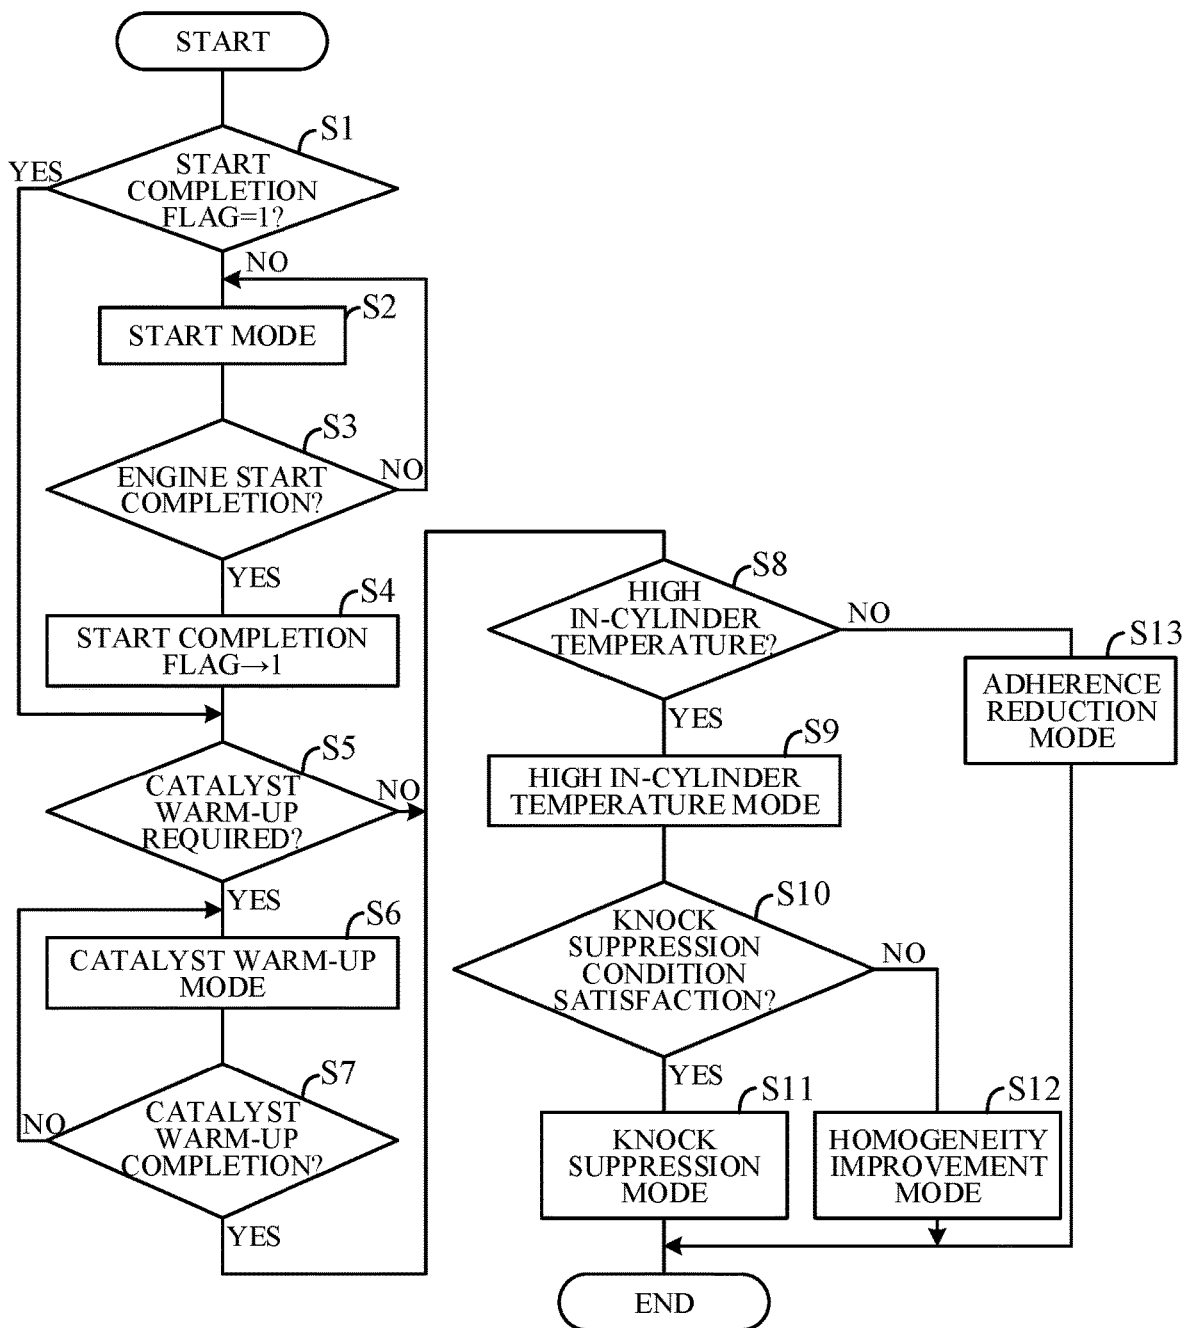 START
S1
YES
START
COMPLETION
FLAG=1?
NO
S2
START MODE
S3
ENGINE START
COMPLETION?
NO
YES
S4
START COMPLETION
FLAG→1
S5
CATALYST
WARM-UP
REQUIRED?
NO
YES
S6
CATALYST WARM-UP
MODE
S7
NO
CATALYST
WARM-UP
COMPLETION?
YES
S8
HIGH
IN-CYLINDER
TEMPERATURE?
NO
YES
S13
ADHERENCE
REDUCTION
MODE
S9
HIGH IN-CYLINDER
TEMPERATURE MODE
S10
KNOCK
SUPPRESSION
CONDITION
SATISFACTION?
NO
YES
S11
KNOCK
SUPPRESSION
MODE
S12
HOMOGENEITY
IMPROVEMENT
MODE
END